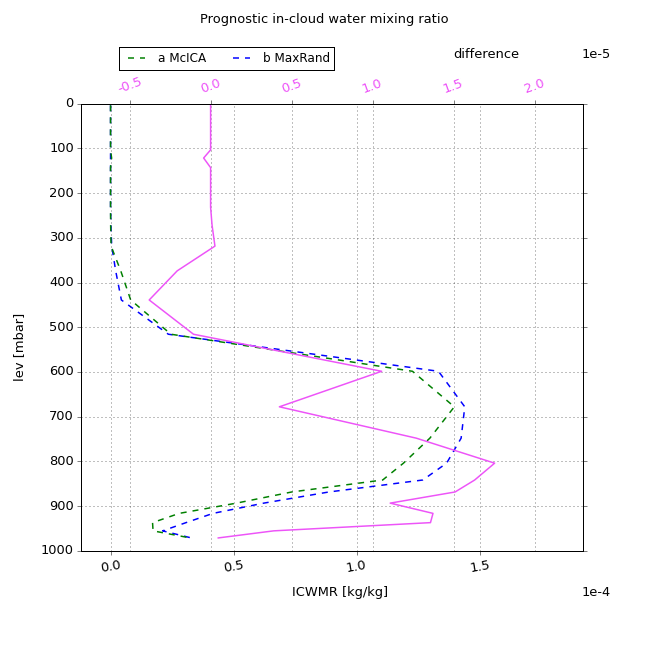 Prognostic in-cloud water mixing ratio
a McICA b MaxRand
difference 1e-5
-0.5 0.0 0.5 1.0 1.5 2.0
0
100
200
300
400
500
600
700
800
900
1000
lev [mbar]
0.0 0.5 1.0 1.5
ICWMR [kg/kg] 1e-4